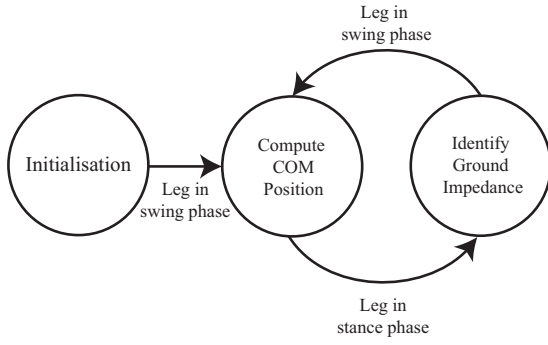 Leg in
swing phase
Initialisation
Leg in
swing phase
Compute
COM
Position
Identify
Ground
Impedance
Leg in
stance phase